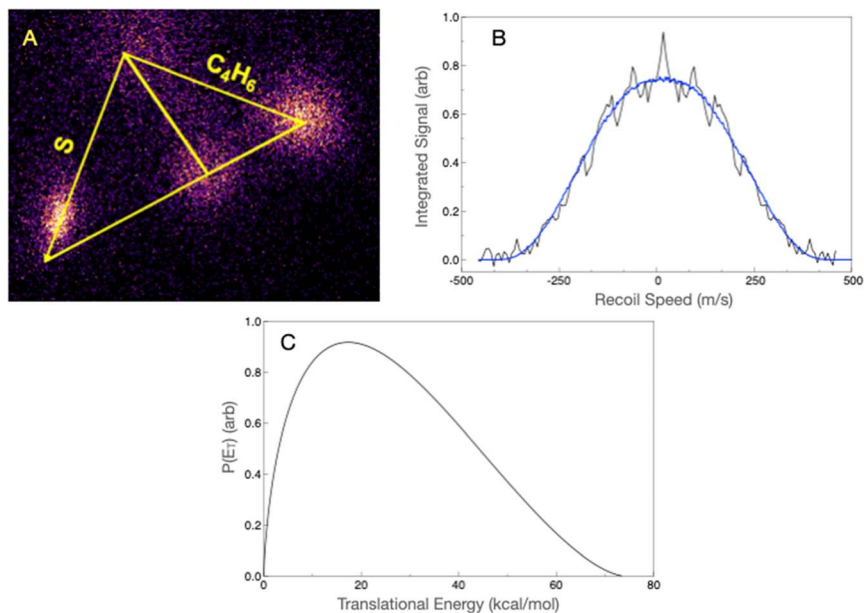 A
S
C4H6
B
Integrated Signal (arb)
1.0
0.8
0.6
0.4
0.2
0.0
-500
-250
0
250
500
Recoil Speed (m/s)
C
P(ET) (arb)
1.0
0.8
0.6
0.4
0.2
0.0
0
20
40
60
80
Translational Energy (kcal/mol)